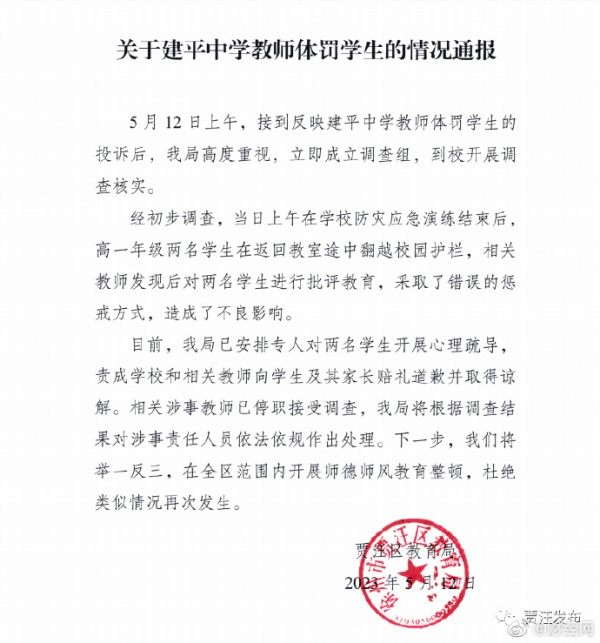 关于建平中学教师体罚学生的情况通报
5月12日上午，接到反映建平中学教师体罚学生的
投诉后，我局高度重视，立即成立调查组，到校开展调
查核实。
经初步调查，当日上午在学校防灾应急演练结束后，
高一年级两名学生在返回教室途中翻越校园护栏，相关
教师发现后对两名学生进行批评教育，采取了错误的惩
戒方式，造成了不良影响。
目前，我局已安排专人对两名学生开展心理疏导，
责成学校和相关教师向学生及其家长赔礼道歉并取得谅
解。相关涉事教师已停职接受调查，我局将根据调查结
果对涉事责任人员依法依规作出处理。下一步，我们将
举一反三，在全区范围内开展师德师风教育整顿，杜绝
类似情况再次发生。
贾汪区教育局
2023年5月12日
徐州市贾汪区教育局
贾汪发布
@财经网